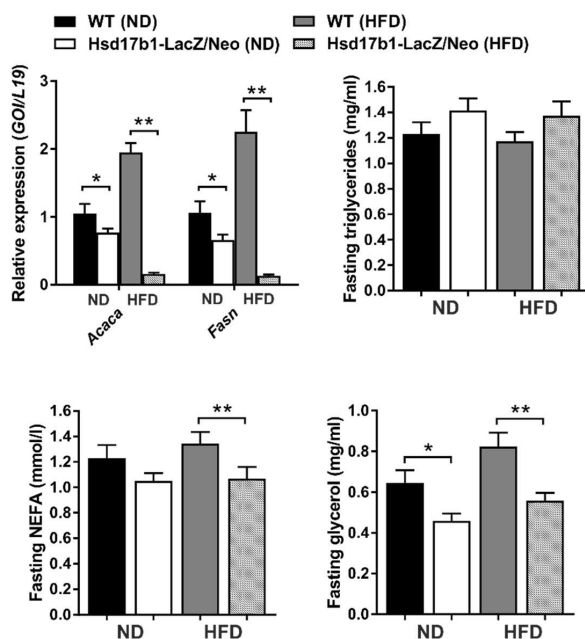 WT (ND)
WT (HFD)
Hsd17b1-LacZ/Neo (ND)
Hsd17b1-LacZ/Neo (HFD)
Relative expression (GOI/L19)
3
2
1
0
*
**
*
**
ND HFD
ND HFD
Acaca
Fasn
Fasting triglycerides (mg/ml)
1.6
1.4
1.2
1.0
0.8
0.6
0.4
0.2
0.0
ND
HFD
Fasting NEFA (mmol/l)
1.6
1.4
1.2
1.2
0.8
0.6
0.4
0.2
0.0
**
ND
HFD
Fasting glycerol (mg/ml)
1.0
0.8
0.6
0.4
0.2
0
*
**
ND
HFD